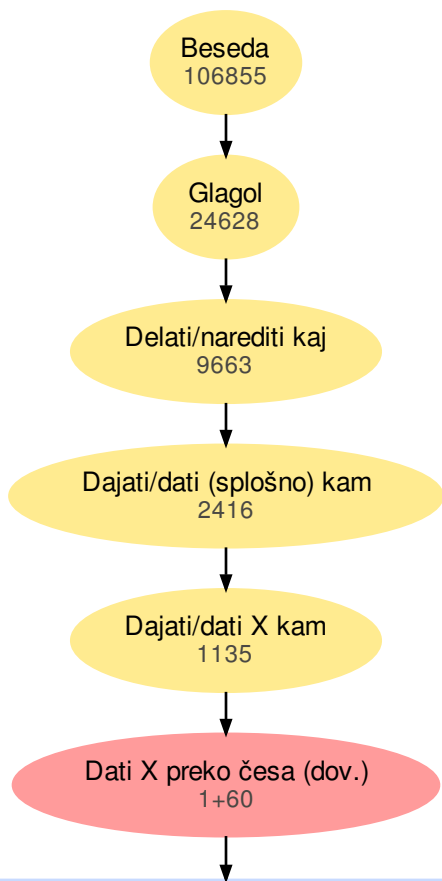 Beseda
106855
Glagol
24628
Delati/narediti kaj
9663
Dajati/dati (splošno) kam
2416
Dajati/dati X kam
1135
Dati X preko česa (dov.)
1+60